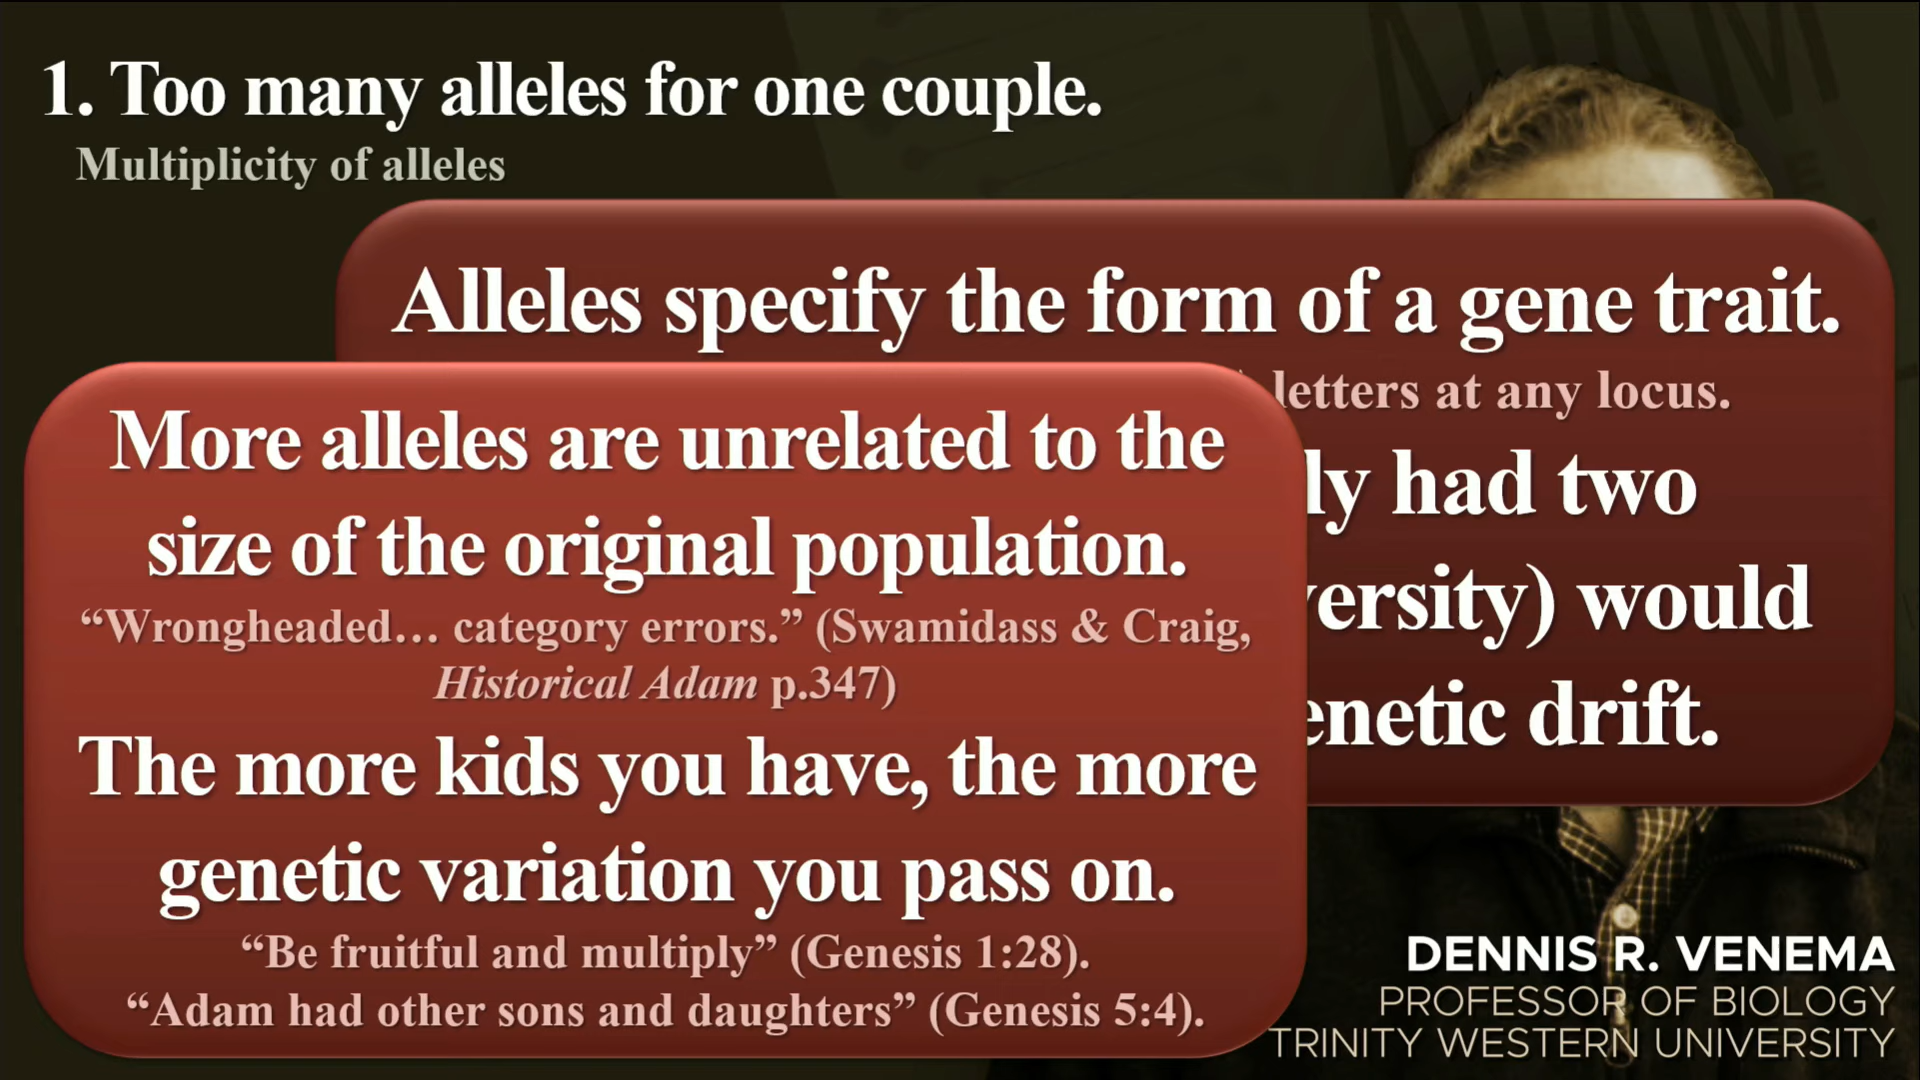 1. Too many alleles for one couple.
Multiplicity of alleles
Alleles specify the form of a gene trait.
letters at any locus.
had two
would
drift.
More alleles are unrelated to the
size of the original population.
“Wrongheaded… category errors.” (Swamidass & Craig,
Historical Adam p.347)
The more kids you have, the more
genetic variation you pass on.
“Be fruitful and multiply” (Genesis 1:28).
“Adam had other sons and daughters” (Genesis 5:4).
DENNIS R. VENEMA
PROFESSOR OF BIOLOGY
TRINITY WESTERN UNIVERSITY